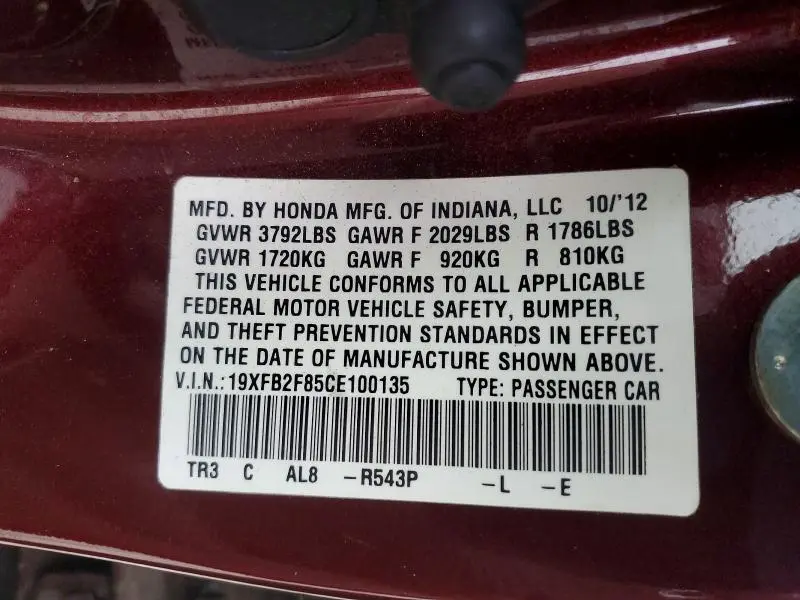 MFD. BY HONDA MFG. OF INDIANA, LLC 10/'12
GVWR 3792LBS GAWR F 2029LBS R 1786LBS
GVWR 1720KG GAWR F 920KG R 810KG
THIS VEHICLE CONFORMS TO ALL APPLICABLE
FEDERAL MOTOR VEHICLE SAFETY, BUMPER,
AND THEFT PREVENTION STANDARDS IN EFFECT
ON THE DATE OF MANUFACTURE SHOWN ABOVE.
V.I.N.:19XFB2F85CE100135 TYPE: PASSENGER CAR
TR3 C AL8 –R543P –L –E